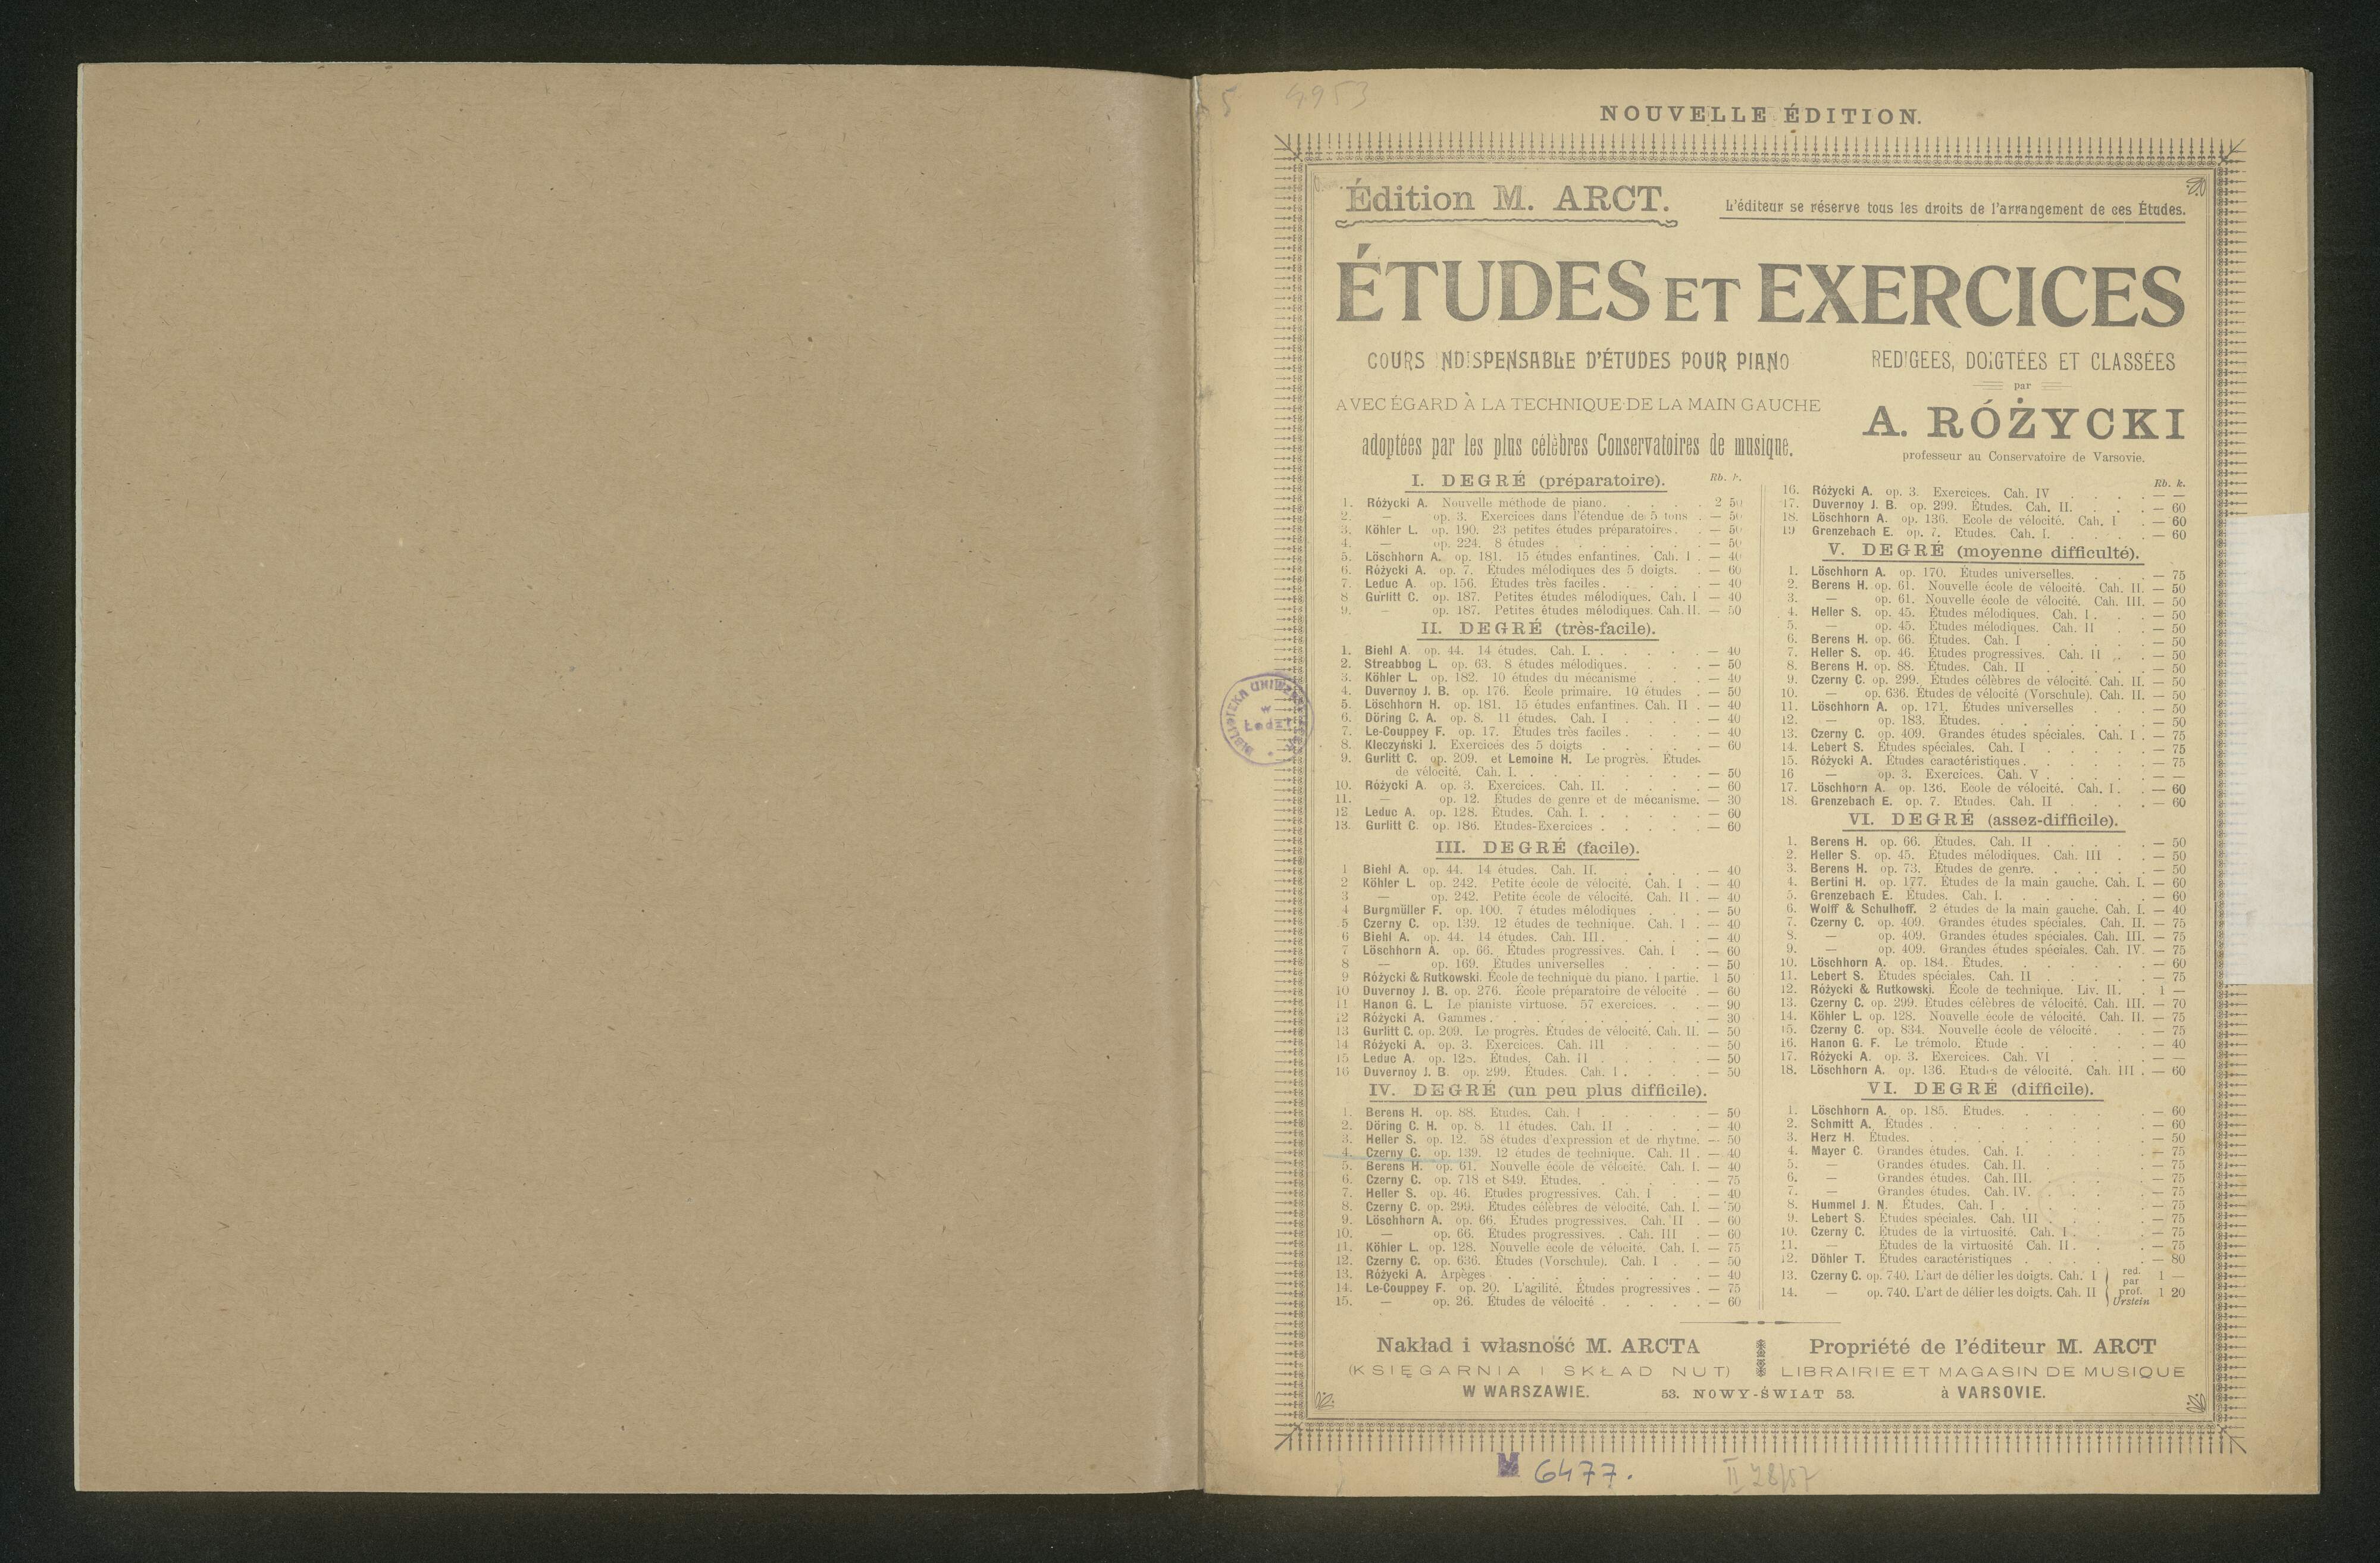 5 4953
NOUVELLE ÉDITION.
Édition M. ARCT.
L'éditeur se réserve tous les droits de l'arrangement de ces Études.
ÉTUDES ET EXERCICES
COURS INDISPENSABLE D'ÉTUDES POUR PIANO
AVEC ÉGARD À LA TECHNIQUE DE LA MAIN GAUCHE
adoptées par les plus célèbres Conservatoires de musique.
REDIGEES, DOIGTÉES ET CLASSÉES
par
A. RÓŻYCKI
professeur au Conservatoire de Varsovie.
I. DEGRÉ (préparatoire). Rb. k.
1. Różycki A. Nouvelle méthode de piano. 2 50
2. — op. 3. Exercices dans l'étendue de 5 tons — 50
3. Köhler L. op. 190. 23 petites études préparatoires. — 50
4. — op. 224. 8 études — 50
5. Löschhorn A. op. 181. 15 études enfantines. Cah. I — 40
6. Różycki A. op. 7. Études mélodiques des 5 doigts. — 60
7. Leduc A. op. 156. Études très faciles. — 40
8. Gurlitt C. op. 187. Petites études mélodiques. Cah. I — 40
9. — op. 187. Petites études mélodiques. Cah. II. — 50
II. DEGRÉ (très-facile).
1. Biehl A. op. 44. 14 études. Cah. I. — 40
2. Streabbog L. op. 63. 8 études mélodiques. — 50
3. Köhler L. op. 182. 10 études du mécanisme — 40
4. Duvernoy J. B. op. 176. École primaire. 10 études — 50
5. Löschhorn H. op. 181. 15 études enfantines. Cah. II — 40
6. Döring C. A. op. 8. 11 études. Cah. I — 40
7. Le-Couppey F. op. 17. Études très faciles — 40
8. Kleczyński J. Exercices des 5 doigts — 60
9. Gurlitt C. op. 209. et Lemoine H. Le progrès. Études
de vélocité. Cah. I. — 50
10. Różycki A. op. 3. Exercices. Cah. II. — 60
11. — op. 12. Études de genre et de mécanisme. — 30
12. Leduc A. op. 128. Études. Cah. I. — 60
13. Gurlitt C. op. 186. Etudes-Exercices — 60
III. DEGRÉ (facile).
1 Biehl A. op. 44. 14 études. Cah. II. — 40
2 Köhler L. op. 242. Petite école de vélocité. Cah. I — 40
3 — op. 242. Petite école de vélocité. Cah. II — 40
4 Burgmüller F. op. 100. 7 études mélodiques — 50
5 Czerny C. op. 139. 12 études de technique. Cah. I — 40
6 Biehl A. op. 44. 14 études. Cah. III. — 40
7 Löschhorn A. op. 66. Études progressives. Cah. I — 60
8 — op. 169. Études universelles — 50
9 Różycki & Rutkowski. École de technique du piano. I partie. 1 50
10 Duvernoy J. B. op. 276. École préparatoire de vélocité — 60
11 Hanon G. L. Le pianiste virtuose. 57 exercices. — 90
12 Różycki A. Gammes. — 30
13 Gurlitt C. op. 209. Le progrès. Études de vélocité. Cah. II. — 50
14 Różycki A. op. 3. Exercices. Cah. III — 50
15 Leduc A. op. 128. Études. Cah. II — 50
16 Duvernoy J. B. op. 299. Études. Cah. I — 50
IV. DEGRÉ (un peu plus difficile).
1. Berens H. op. 88. Etudes. Cah. I — 50
2. Döring C. H. op. 8. 11 études. Cah. II — 40
3. Heller S. op. 12. 58 études d'expression et de rhytme. — 50
4. Czerny C. op. 139. 12 études de technique. Cah. II — 40
5. Berens H. op. 61. Nouvelle école de vélocité. Cah. I. — 40
6. Czerny C. op. 718 et 849. Études. — 75
7. Heller S. op. 46. Etudes progressives. Cah. I — 40
8. Czerny C. op. 299. Études célèbres de vélocité. Cah. I. — 50
9. Löschhorn A. op. 66. Études progressives. Cah. II — 60
10. — op. 66. Études progressives. Cah. III — 60
11. Köhler L. op. 128. Nouvelle école de vélocité. Cah. I. — 75
12. Czerny C. op. 636. Études (Vorschule). Cah. I — 50
13. Różycki A. Arpèges — 40
14. Le-Couppey F. op. 20. L'agilité. Études progressives — 75
15. — op. 26. Études de vélocité — 60
Rb. k.
16. Różycki A. op. 3. Exercices. Cah. IV — —
17. Duvernoy J. B. op. 299. Études. Cah. II. — 60
18. Löschhorn A. op. 136. Ecole de vélocité. Cah. I — 60
19 Grenzebach E. op. 7. Etudes. Cah. I. — 60
V. DEGRÉ (moyenne difficulté).
1. Löschhorn A. op. 170. Études universelles. — 75
2. Berens H. op. 61. Nouvelle école de vélocité. Cah. II. — 50
3. — op. 61. Nouvelle école de vélocité. Cah. III. — 50
4. Heller S. op. 45. Études mélodiques. Cah. I. — 50
5. — op. 45. Études mélodiques. Cah. II — 50
6. Berens H. op. 66. Études. Cah. I — 50
7. Heller S. op. 46. Études progressives. Cah. II — 50
8. Berens H. op. 88. Études. Cah. II — 50
9. Czerny C. op. 299. Études célèbres de vélocité. Cah. II. — 50
10. — op. 636. Études de vélocité (Vorschule). Cah. II. — 50
11. Löschhorn A. op. 171. Études universelles — 50
12. — op. 183. Études. — 50
13. Czerny C. op. 409. Grandes études spéciales. Cah. I — 75
14. Lebert S. Études spéciales. Cah. I — 75
15. Różycki A. Études caractéristiques. — 75
16 — op. 3. Exercices. Cah. V — —
17. Löschhorn A. op. 136. Ecole de vélocité. Cah. I. — 60
18. Grenzebach E. op. 7. Etudes. Cah. II — 60
VI. DEGRÉ (assez-difficile).
1. Berens H. op. 66. Études. Cah. II — 50
2. Heller S. op. 45. Études mélodiques. Cah. III — 50
3. Berens H. op. 73. Études de genre. — 50
4. Bertini H. op. 177. Études de la main gauche. Cah. I. — 60
5. Grenzebach E. Études. Cah. I. — 60
6. Wolff & Schulhoff. 2 études de la main gauche. Cah. I. — 40
7. Czerny C. op. 409. Grandes études spéciales. Cah. II. — 75
8. — op. 409. Grandes études spéciales. Cah. III. — 75
9. — op. 409. Grandes études spéciales. Cah. IV. — 75
10. Löschhorn A. op. 184. Études. — 60
11. Lebert S. Études spéciales. Cah. II — 75
12. Różycki & Rutkowski. École de technique. Liv. II. 1 —
13. Czerny C. op. 299. Études célèbres de vélocité. Cah. III. — 70
14. Köhler L. op. 128. Nouvelle école de vélocité. Cah. II. — 75
15. Czerny C. op. 834. Nouvelle école de vélocité. — 75
16. Hanon G. F. Le trémolo. Etude — 40
17. Różycki A. op. 3. Exercices. Cah. VI — —
18. Löschhorn A. op. 136. Etudes de vélocité. Cah. III — 60
VI. DEGRÉ (difficile).
1. Löschhorn A. op. 185. Études. — 60
2. Schmitt A. Études — 60
3. Herz H. Études. — 50
4. Mayer C. Grandes études. Cah. I. — 75
5. — Grandes études. Cah. II. — 75
6. — Grandes études. Cah. III. — 75
7. — Grandes études. Cah. IV. — 75
8. Hummel J. N. Études. Cah. I — 75
9. Lebert S. Études spéciales. Cah. III — 75
10. Czerny C. Études de la virtuosité. Cah. I. — 75
11. — Études de la virtuosité Cah. II. — 75
12. Döhler T. Études caractéristiques — 80
13. Czerny C. op. 740. L'art de délier les doigts. Cah. I 1 —
14. — op. 740. L'art de délier les doigts. Cah. II 1 20
red. par prof. Urstein
Nakład i własność M. ARCTA
(KSIĘGARNIA I SKŁAD NUT)
W WARSZAWIE.
53. NOWY-ŚWIAT 53.
Propriété de l'éditeur M. ARCT
LIBRAIRIE ET MAGASIN DE MUSIQUE
à VARSOVIE.
M 6477.